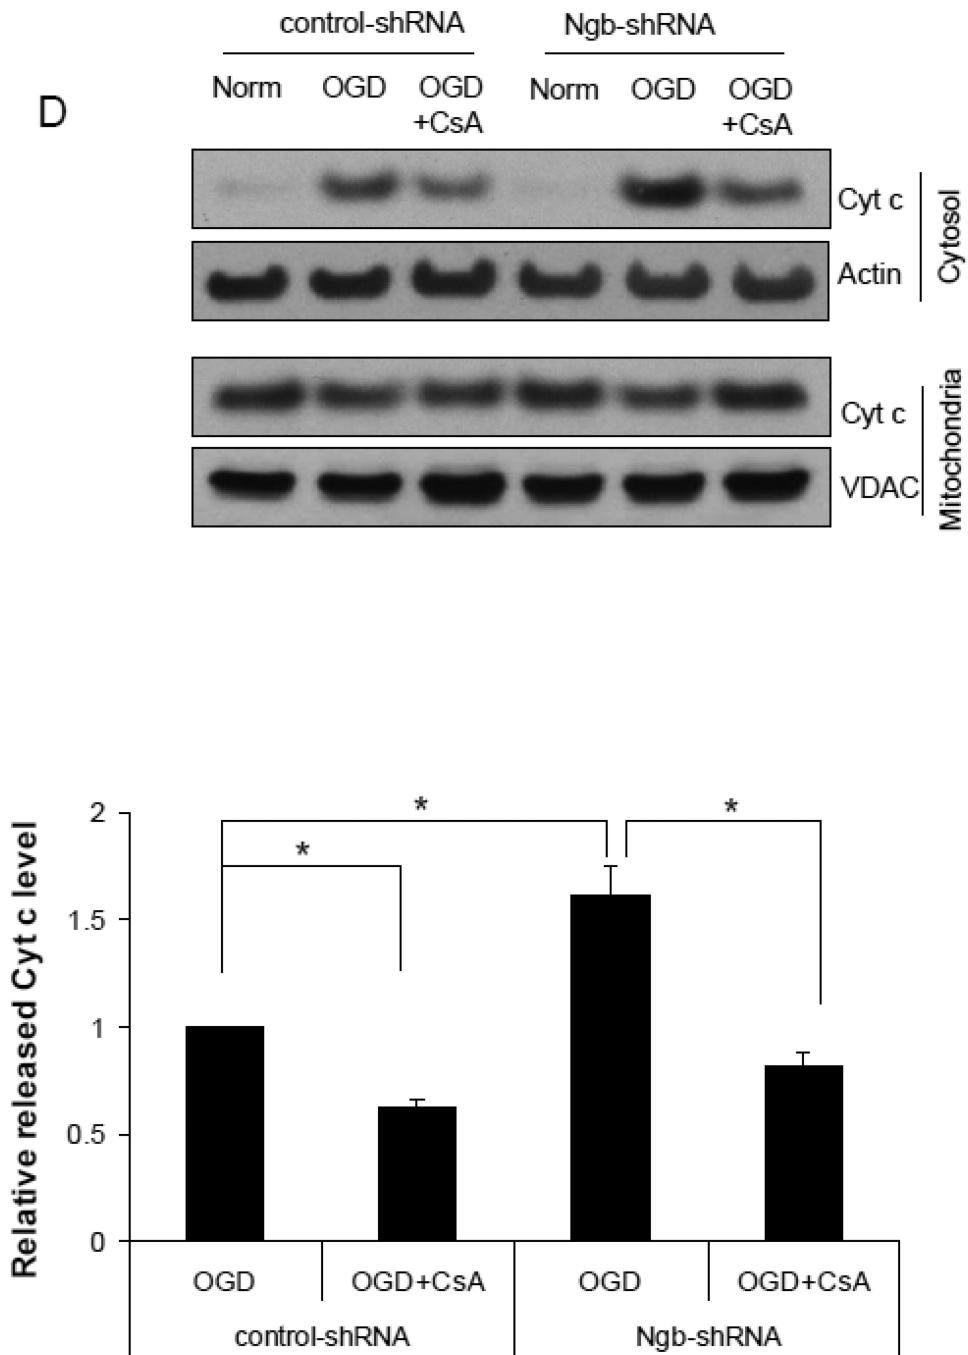 control-shRNA Ngb-shRNA
Norm OGD OGD +CsA Norm OGD OGD +CsA
D
Cyt c
Actin
Cytosol
Cyt c
VDAC
Mitochondria
Relative released Cyt c level
2
1.5
1
0.5
0
* * *
OGD OGD+CsA OGD OGD+CsA
control-shRNA Ngb-shRNA